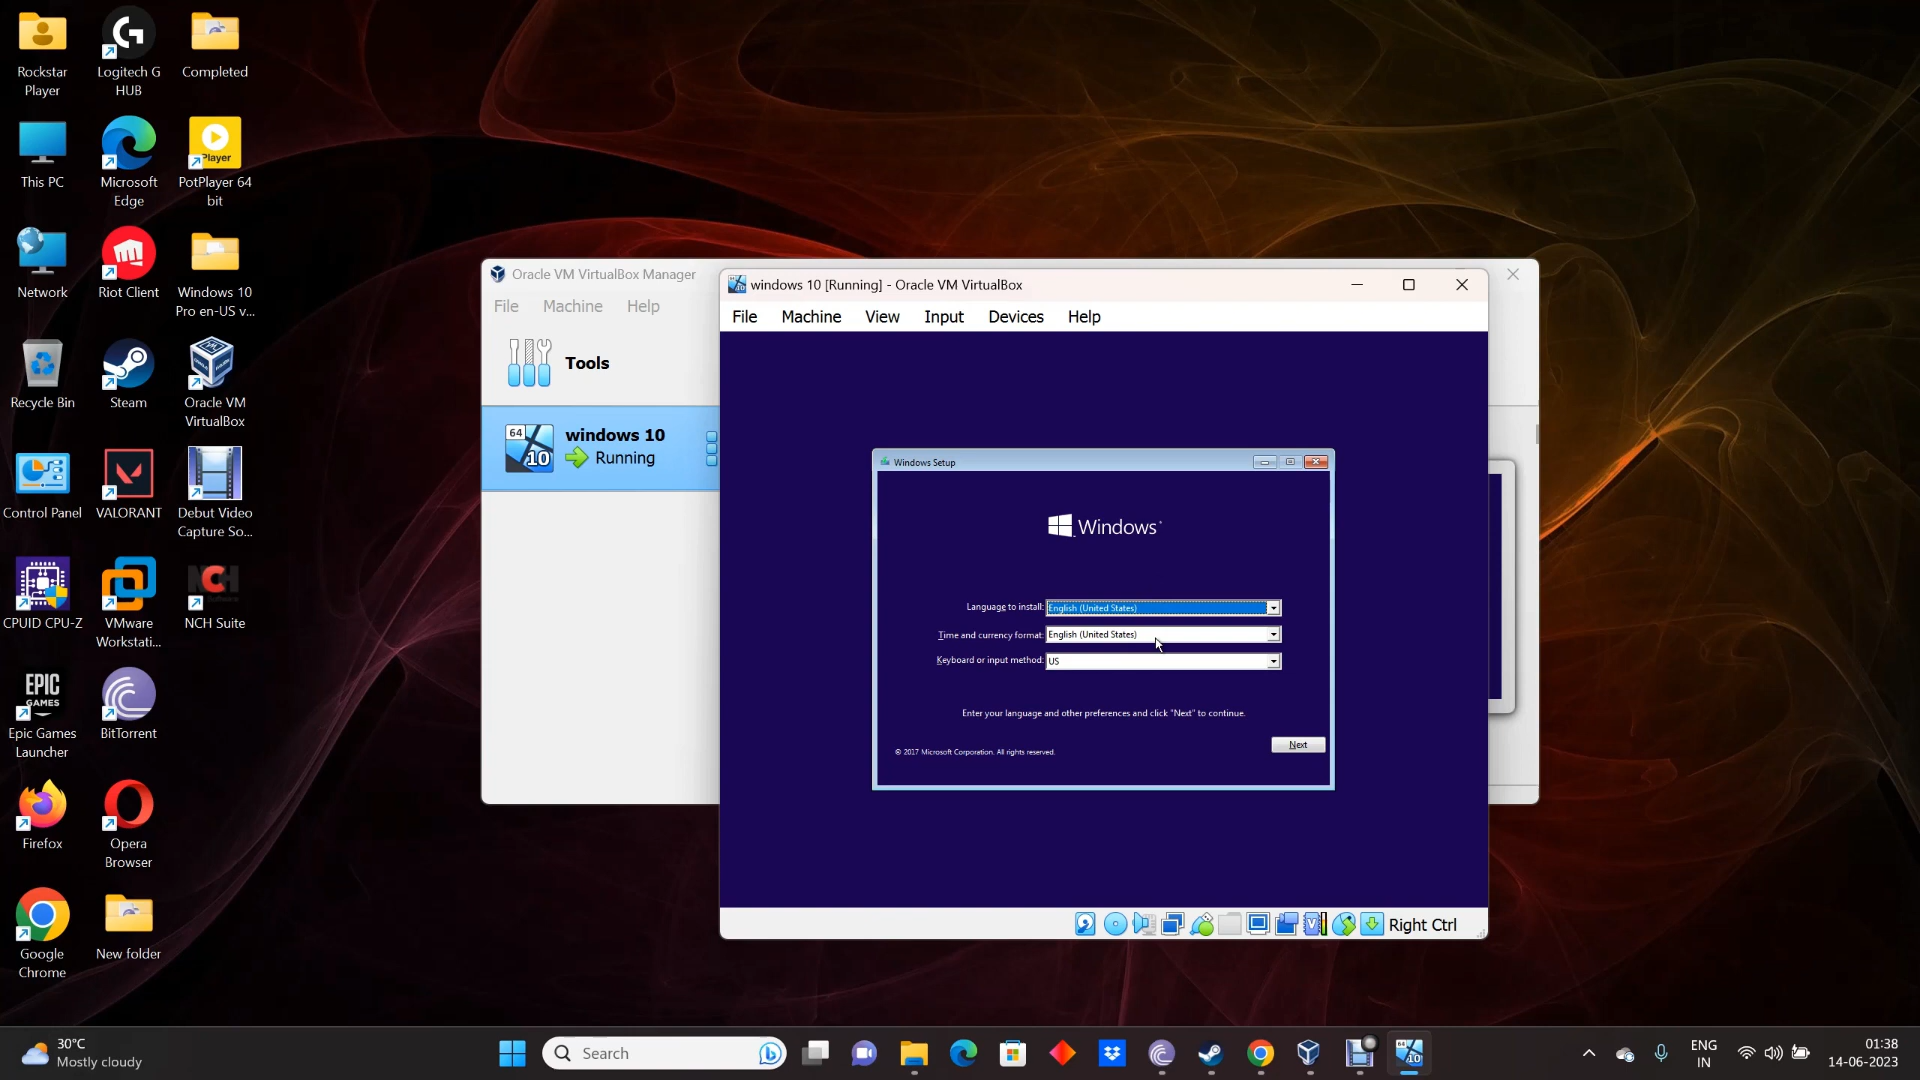 Rockstar
Player
Logitech G
HUB
Completed
This PC
Microsoft
Edge
Player
PotPlayer 64
bit
Network
Riot Client
Windows 10
Pro en-US v...
Recycle Bin
Steam
Oracle VM
VirtualBox
Control Panel
VALORANT
Debut Video
Capture So...
CPUID CPU-Z
VMware
Workstati...
NCH
NCH Suite
EPIC
GAMES
Epic Games
Launcher
BitTorrent
Firefox
Opera
Browser
Google
Chrome
New folder
Oracle VM VirtualBox Manager
File Machine Help
Tools
64
10
windows 10
Running
windows 10 [Running] - Oracle VM VirtualBox
File Machine View Input Devices Help
Windows Setup
Windows
Language to install: English (United States)
Time and currency format: English (United States)
Keyboard or input method: US
Enter your language and other preferences and click "Next" to continue.
© 2017 Microsoft Corporation. All rights reserved.
Next
Right Ctrl
30°C
Mostly cloudy
Search
ENG
IN
01:38
14-06-2023